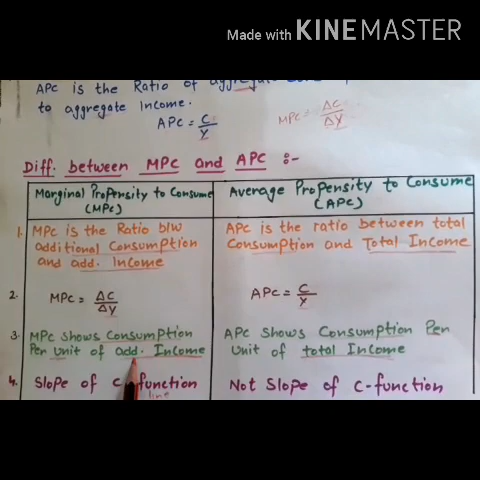 Made with KINEMASTER
APC is the Ratio of aggregate
to aggregate Income.
APC = C/Y
MPC = ΔC/ΔY
Diff. between MPC and APC :-
Marginal Propensity to Consume
(MPC)
Average Propensity to Consume
(APC)
1. MPC is the Ratio b/w
additional Consumption
and add. Income
APC is the ratio between total
Consumption and Total Income
2. MPC = ΔC/ΔY
APC = C/Y
3. MPC shows Consumption
Per Unit of add. Income
APC shows Consumption Per
Unit of total Income
4. Slope of C-function
line
Not Slope of C-function